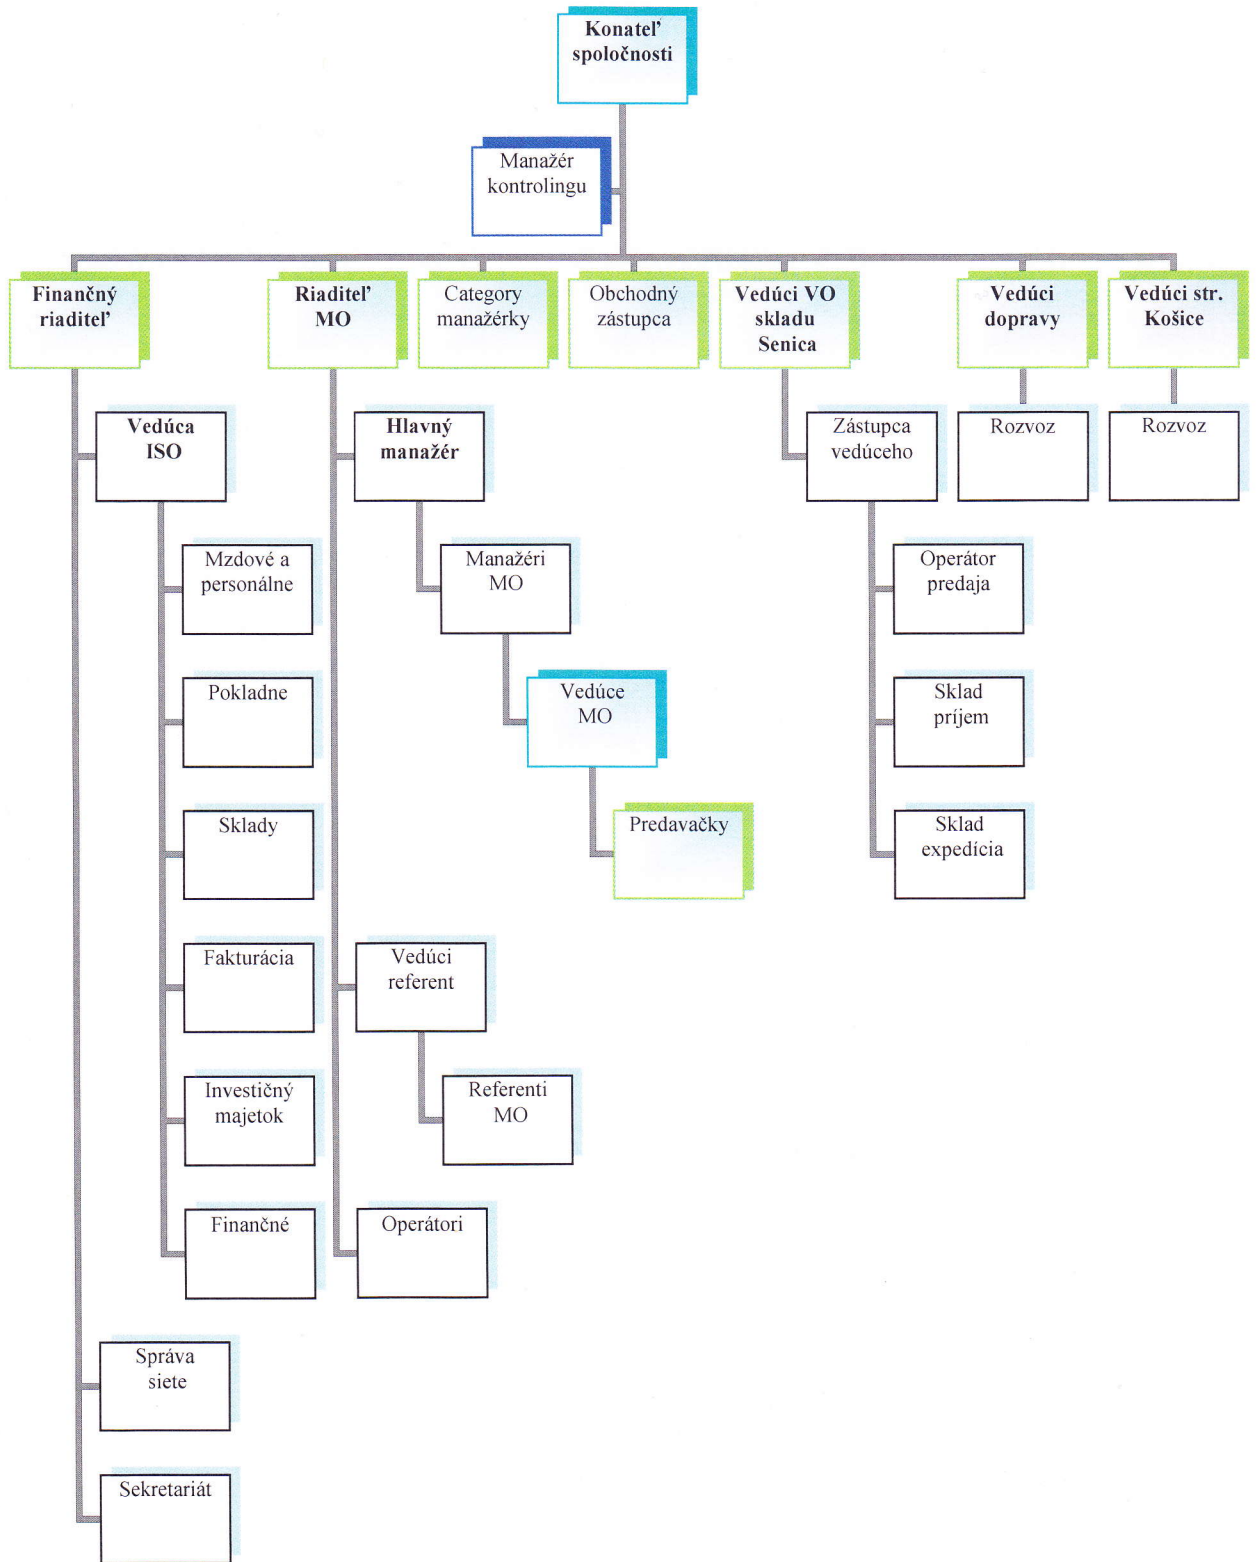 Konateľ
spoločnosti
Manažér
kontrolingu
Finančný
riaditeľ
Riaditeľ
MO
Category
manažérky
Obchodný
zástupca
Vedúci VO
skladu
Senica
Vedúci
dopravy
Vedúci str.
Košice
Vedúca
ISO
Hlavný
manažér
Zástupca
vedúceho
Rozvoz
Rozvoz
Mzdové a
personálne
Manažéri
MO
Operátor
predaja
Pokladne
Vedúce
MO
Sklad
príjem
Sklady
Predavačky
Sklad
expedícia
Fakturácia
Vedúci
referent
Investičný
majetok
Referenti
MO
Finančné
Operátori
Správa
siete
Sekretariát